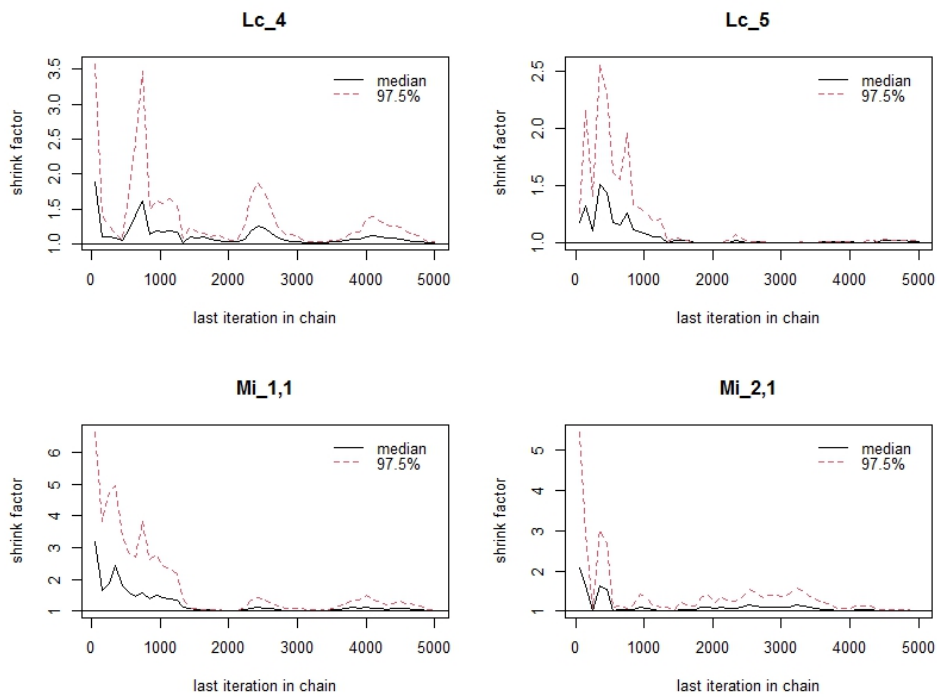 Lc_4
shrink factor
1.0 1.5 2.0 2.5 3.0 3.5
median
97.5%
0 1000 2000 3000 4000 5000
last iteration in chain
Lc_5
shrink factor
1.0 1.5 2.0 2.5
median
97.5%
0 1000 2000 3000 4000 5000
last iteration in chain
Mi_1,1
shrink factor
1 2 3 4 5 6
median
97.5%
0 1000 2000 3000 4000 5000
last iteration in chain
Mi_2,1
shrink factor
1 2 3 4 5
median
97.5%
0 1000 2000 3000 4000 5000
last iteration in chain